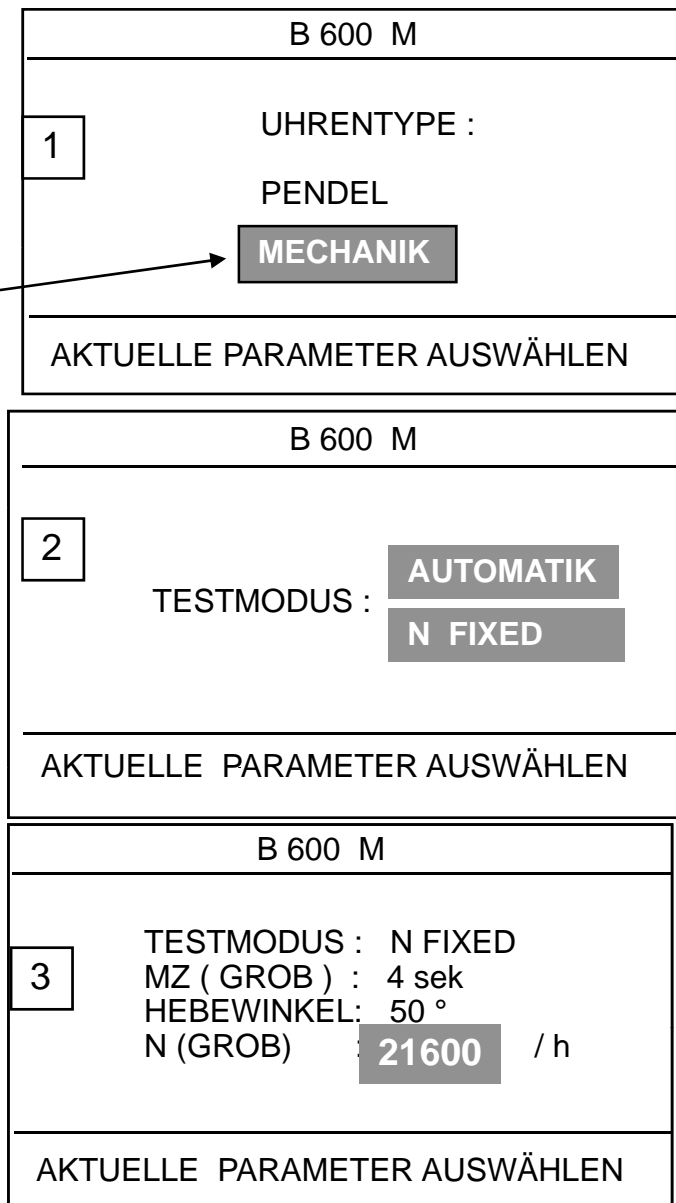 B 600 M
1
UHRENTYPE :
PENDEL
MECHANIK
AKTUELLE PARAMETER AUSWÄHLEN
B 600 M
2
AUTOMATIK
TESTMODUS :
N FIXED
AKTUELLE PARAMETER AUSWÄHLEN
B 600 M
3
TESTMODUS : N FIXED
MZ ( GROB ) : 4 sek
HEBEWINKEL: 50 °
N (GROB) : 21600 / h
AKTUELLE PARAMETER AUSWÄHLEN